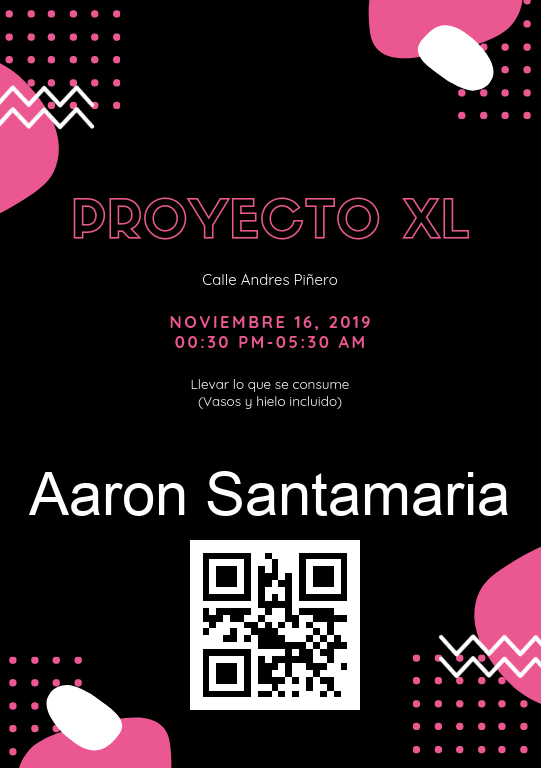 PROYECTO XL
Calle Andres Piñero
NOVIEMBRE 16, 2019
00:30 PM-05:30 AM
Llevar lo que se consume
(Vasos y hielo incluido)
Aaron Santamaria